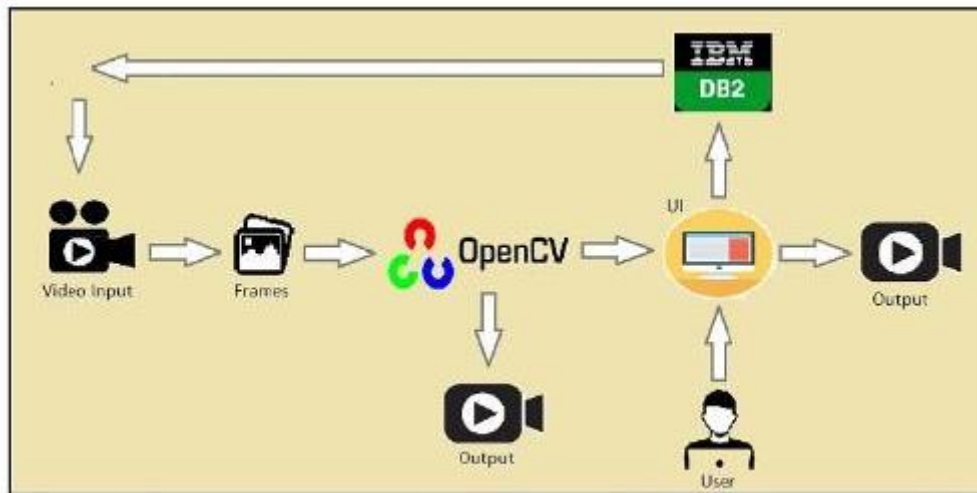 IBM
DB2
UI
OpenCV
Video Input
Frames
Output
Output
User